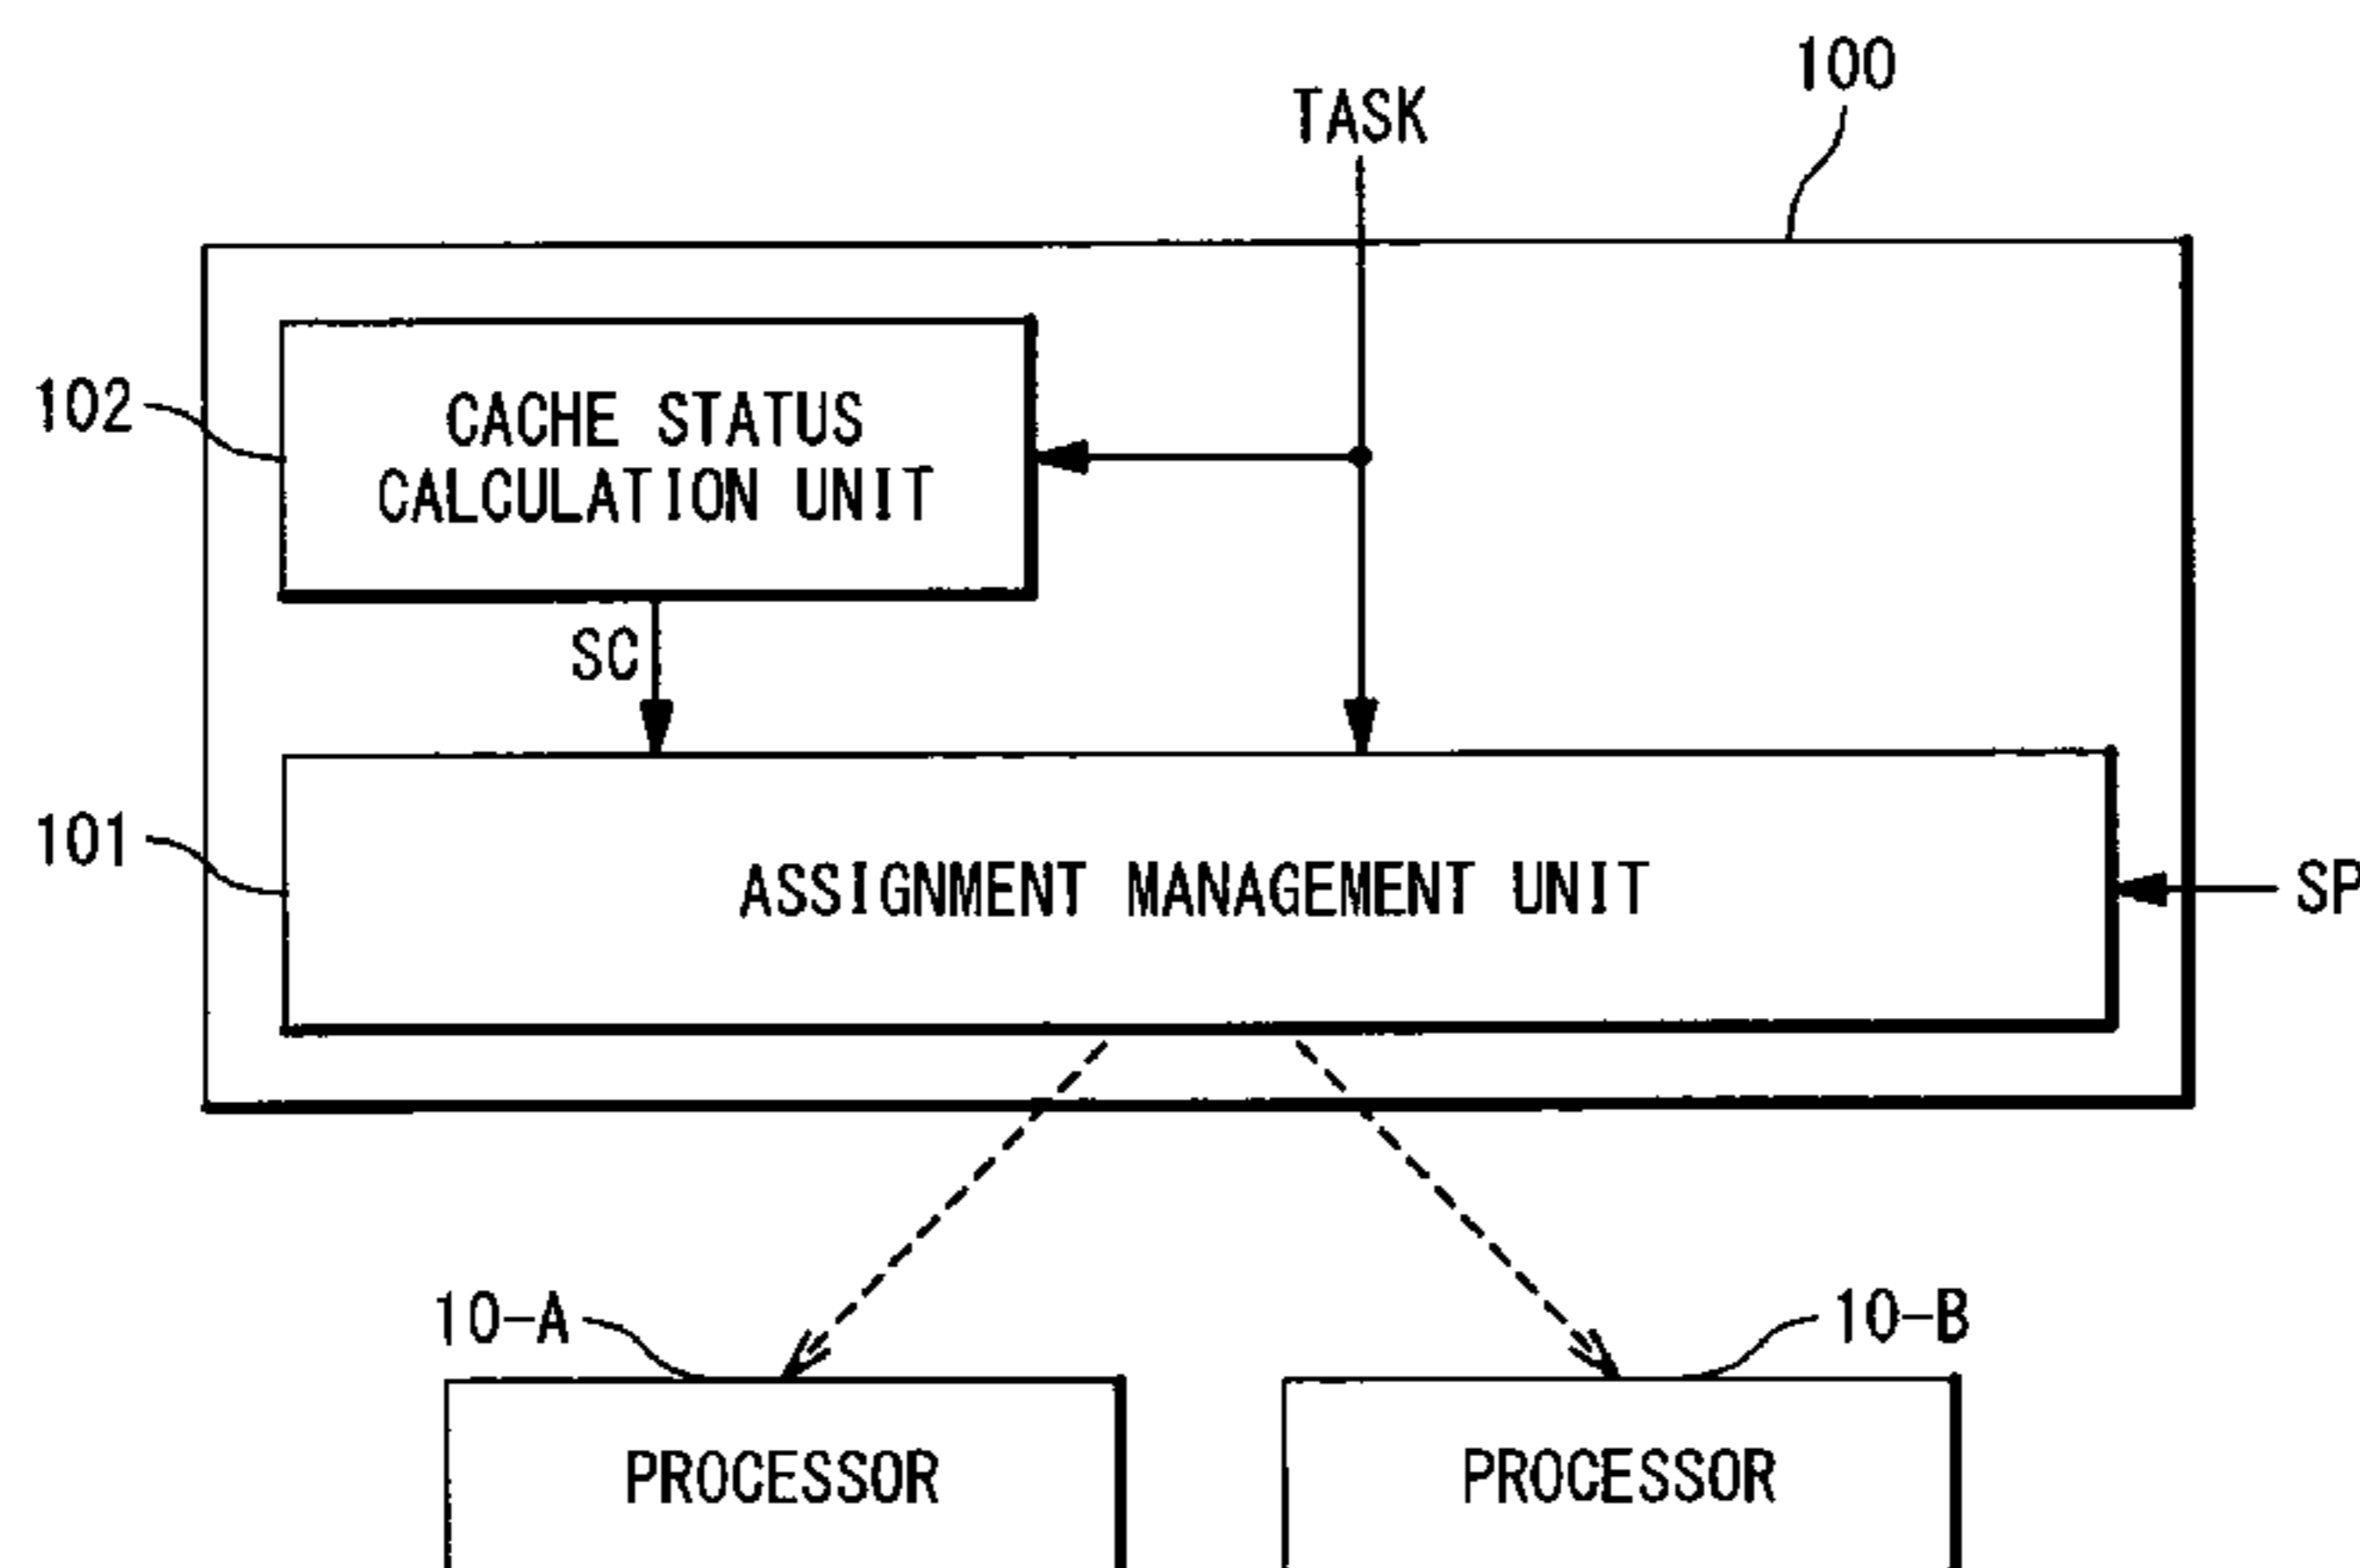 100
TASK
102
CACHE STATUS
CALCULATION UNIT
SC
101
ASSIGNMENT MANAGEMENT UNIT
SP
10-A
10-B
PROCESSOR
PROCESSOR